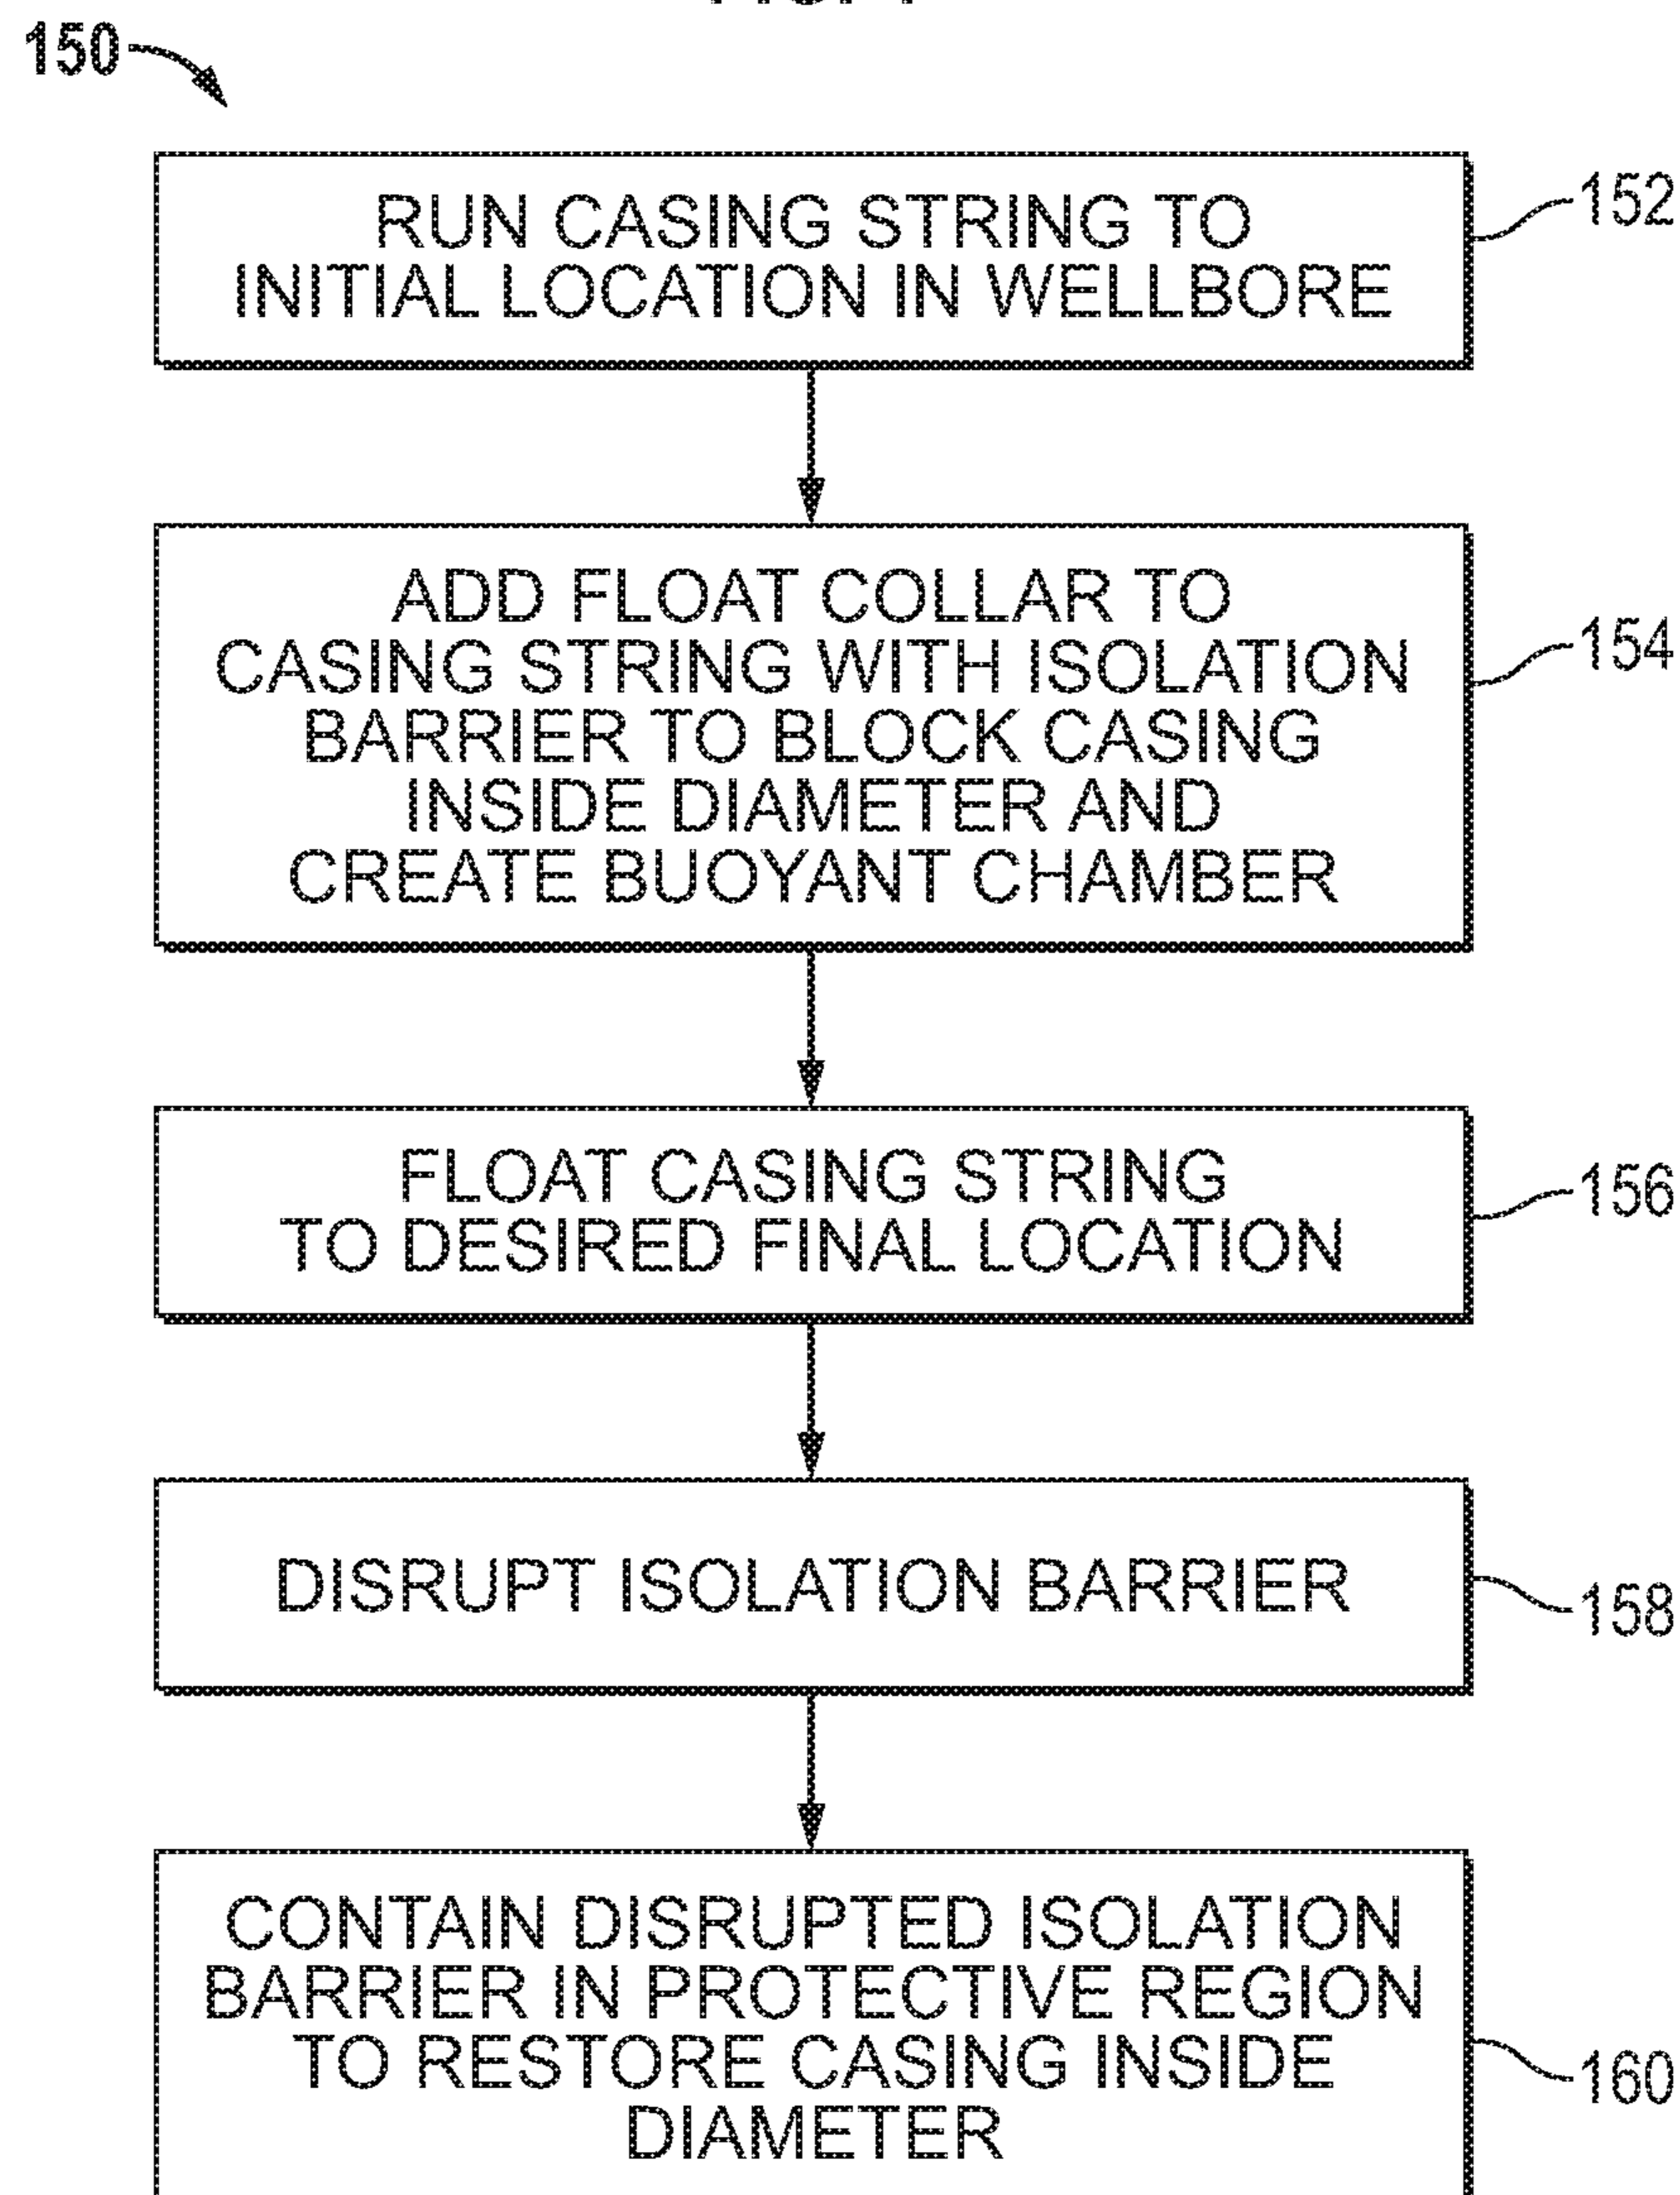 150
RUN CASING STRING TO
INITIAL LOCATION IN WELLBORE
152
ADD FLOAT COLLAR TO
CASING STRING WITH ISOLATION
BARRIER TO BLOCK CASING
INSIDE DIAMETER AND
CREATE BUOYANT CHAMBER
154
FLOAT CASING STRING
TO DESIRED FINAL LOCATION
156
DISRUPT ISOLATION BARRIER
158
CONTAIN DISRUPTED ISOLATION
BARRIER IN PROTECTIVE REGION
TO RESTORE CASING INSIDE
DIAMETER
160